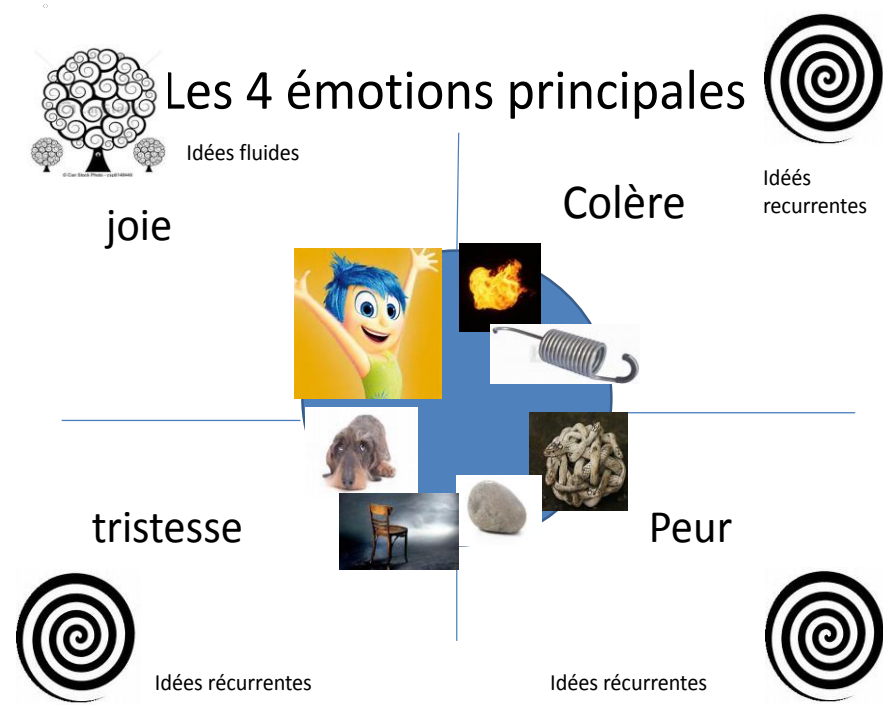 Les 4 émotions principales
Idées fluides
joie
Colère
Idéés
recurrentes
tristesse
Peur
Idées récurrentes
Idées récurrentes